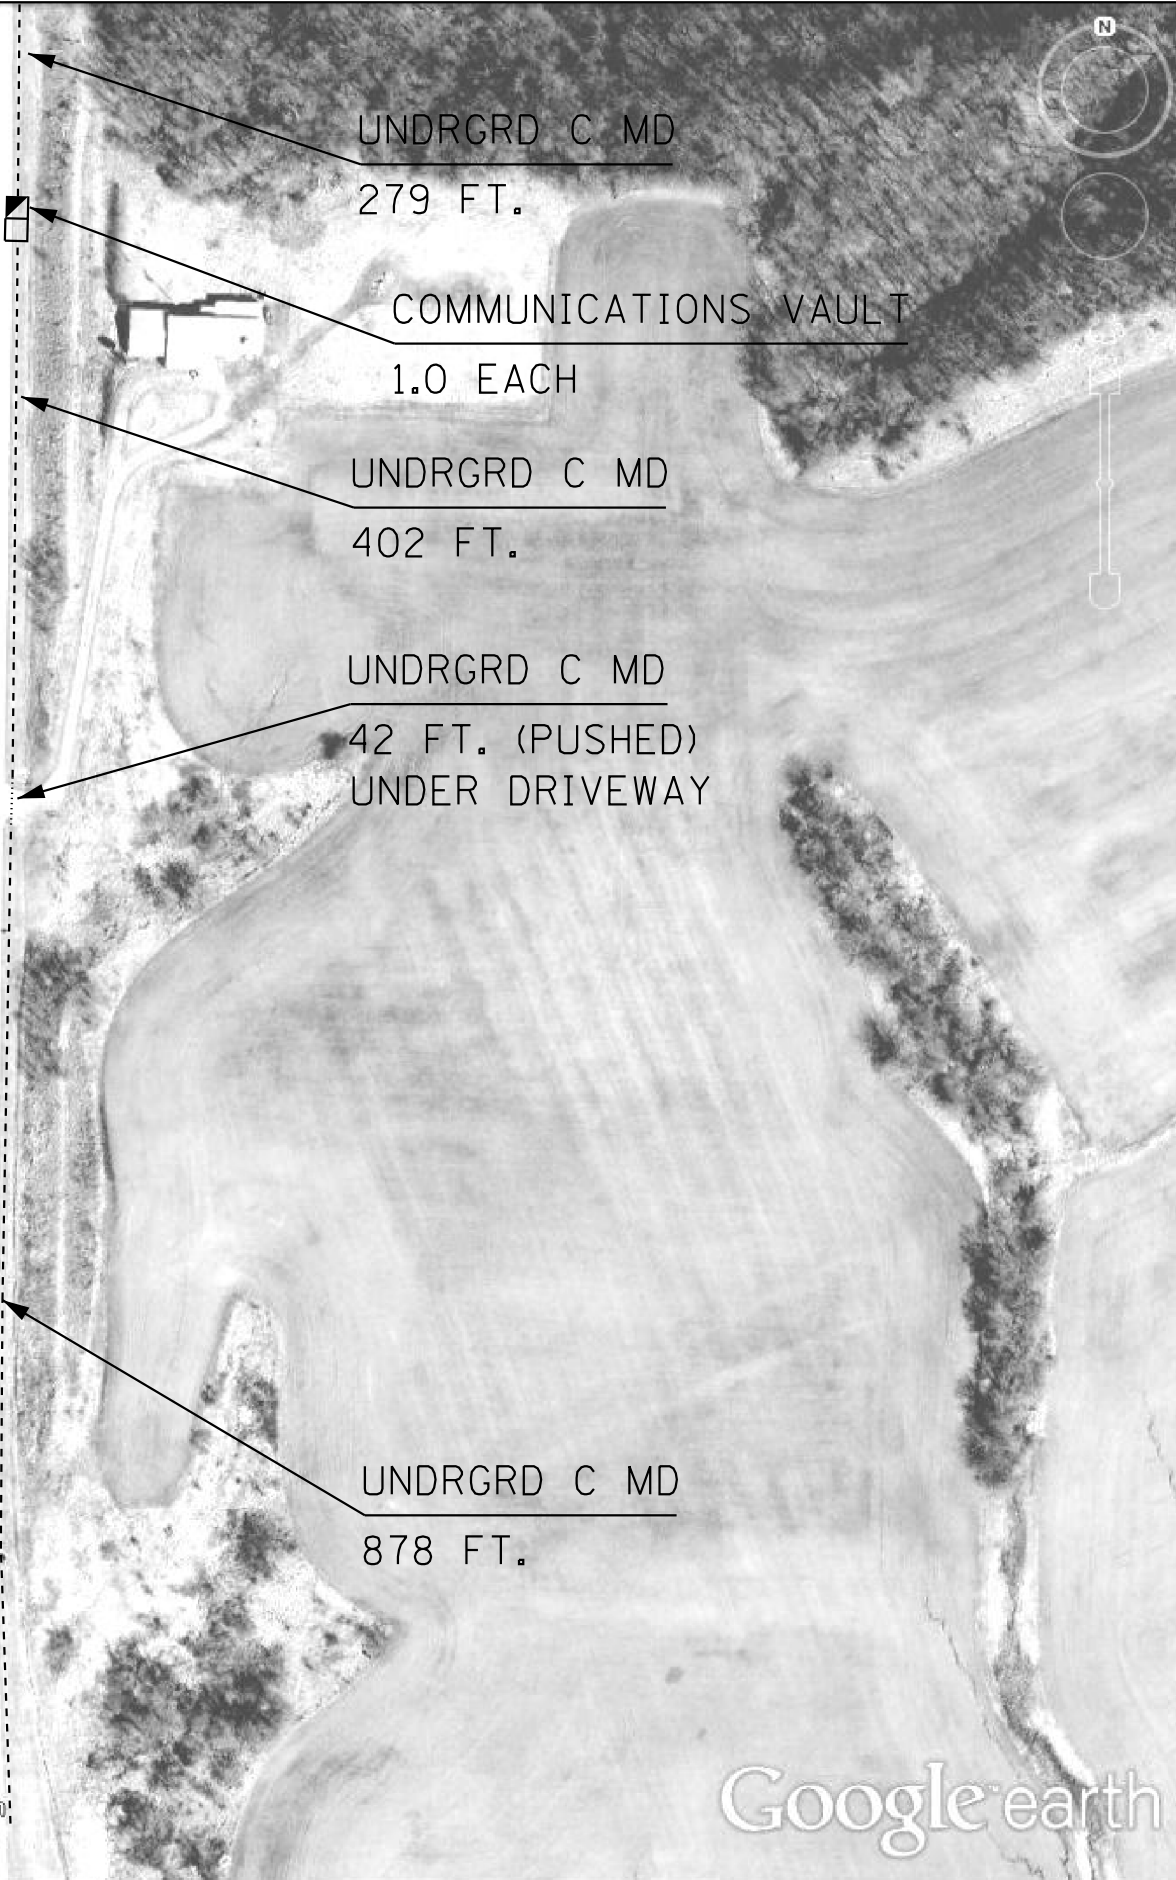 N
UNDRGRD C MD
279 FT.
COMMUNICATIONS VAULT
1.0 EACH
UNDRGRD C MD
402 FT.
UNDRGRD C MD
42 FT. (PUSHED)
UNDER DRIVEWAY
UNDRGRD C MD
878 FT.
Google™ earth